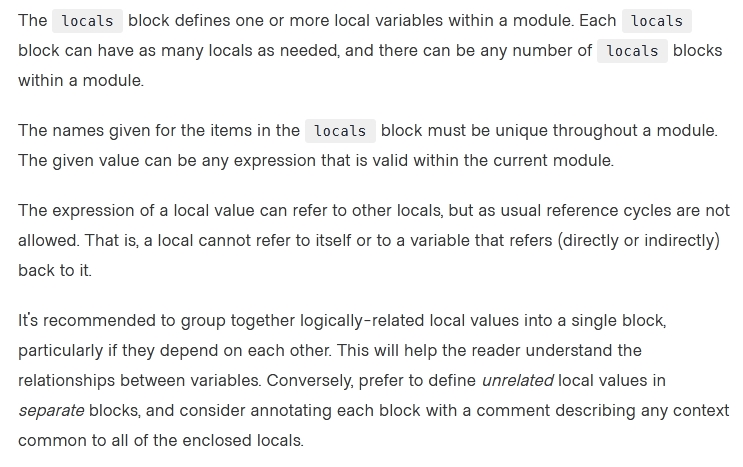 The locals block defines one or more local variables within a module. Each locals
block can have as many locals as needed, and there can be any number of locals blocks
within a module.
The names given for the items in the locals block must be unique throughout a module.
The given value can be any expression that is valid within the current module.
The expression of a local value can refer to other locals, but as usual reference cycles are not
allowed. That is, a local cannot refer to itself or to a variable that refers (directly or indirectly)
back to it.
It's recommended to group together logically-related local values into a single block,
particularly if they depend on each other. This will help the reader understand the
relationships between variables. Conversely, prefer to define unrelated local values in
separate blocks, and consider annotating each block with a comment describing any context
common to all of the enclosed locals.